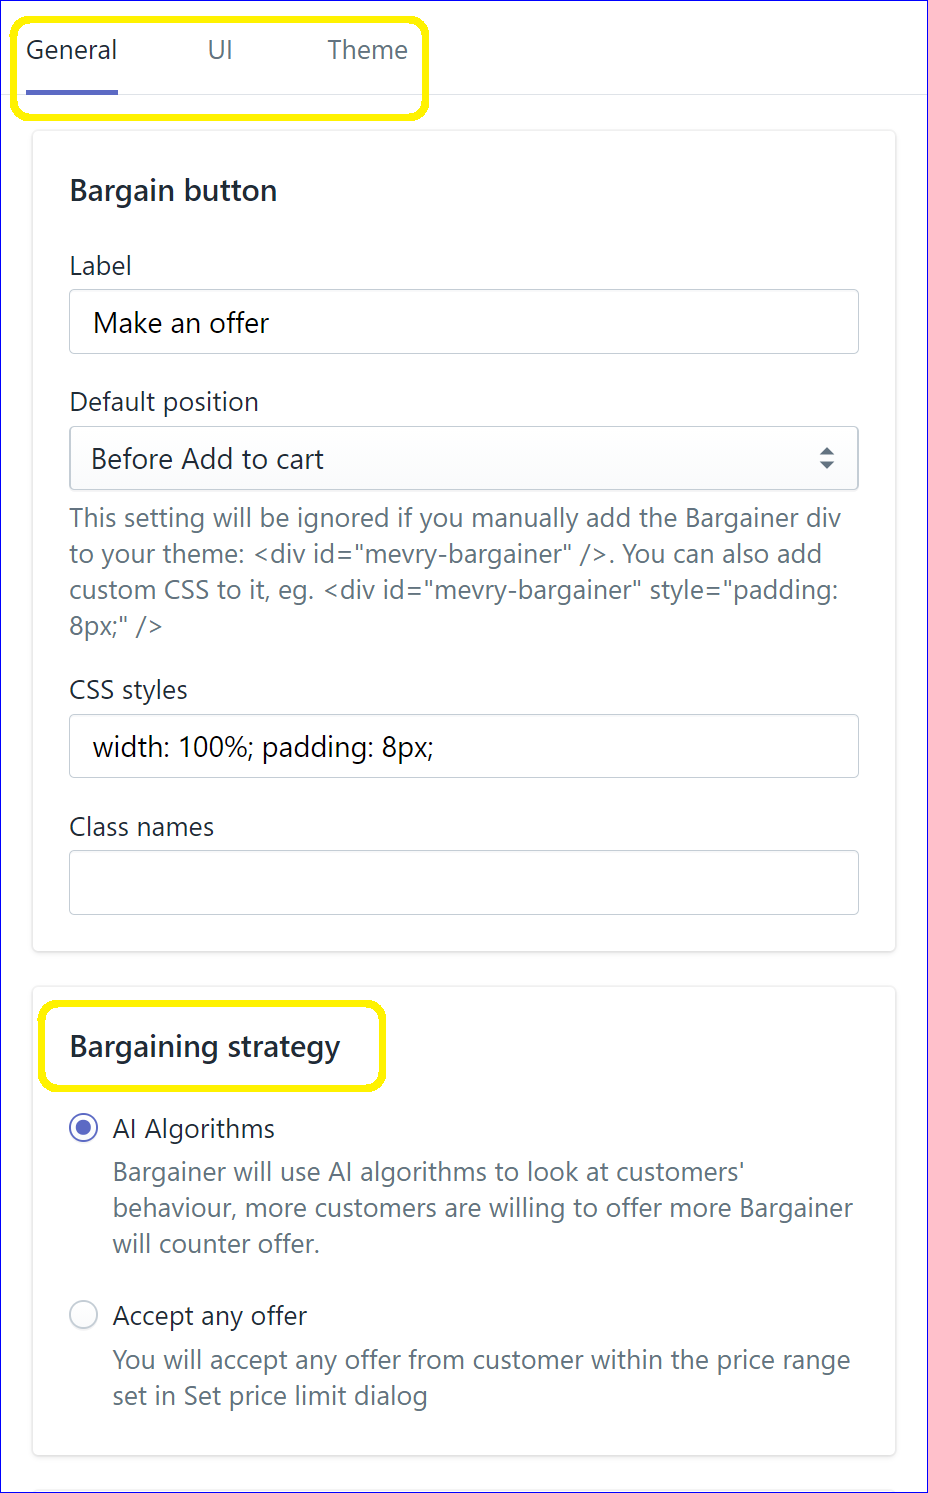 General UI Theme
Bargain button
Label
Make an offer
Default position
Before Add to cart
This setting will be ignored if you manually add the Bargainer div
to your theme: <div id="mevry-bargainer" />. You can also add
custom CSS to it, eg. <div id="mevry-bargainer" style="padding:
8px;" />
CSS styles
width: 100%; padding: 8px;
Class names
Bargaining strategy
AI Algorithms
Bargainer will use AI algorithms to look at customers'
behaviour, more customers are willing to offer more Bargainer
will counter offer.
Accept any offer
You will accept any offer from customer within the price range
set in Set price limit dialog